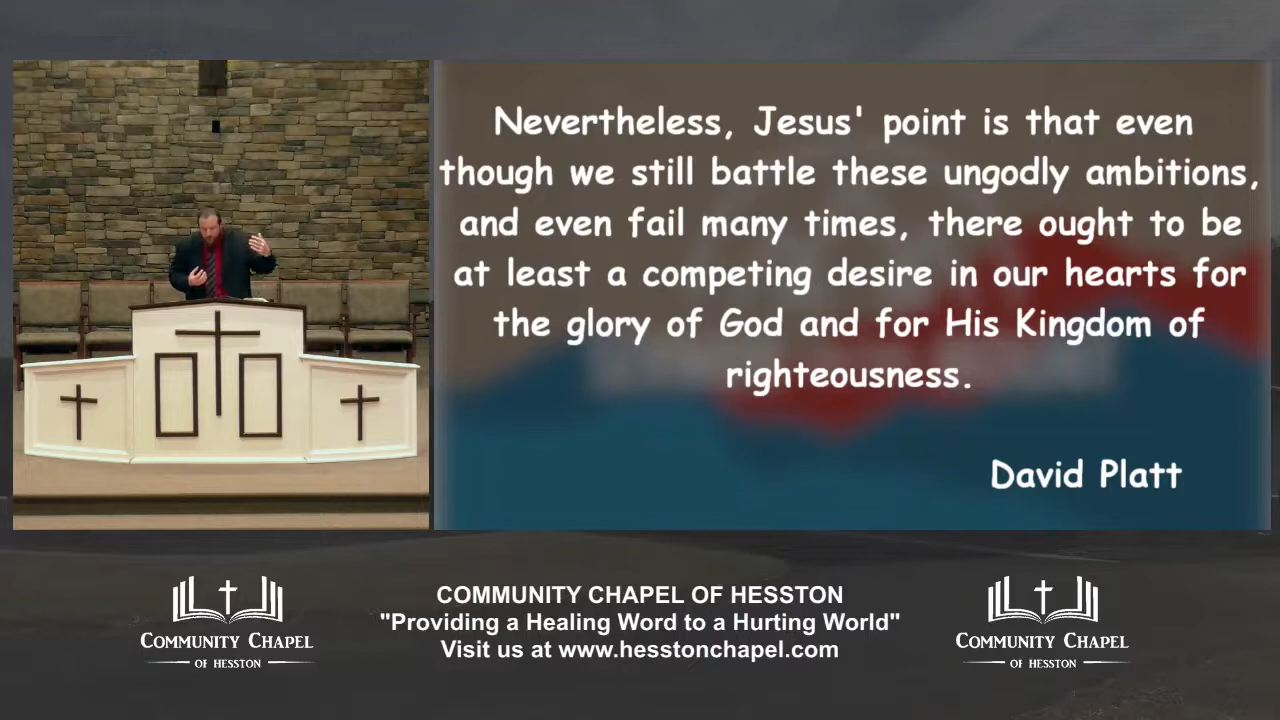 Nevertheless, Jesus' point is that even
though we still battle these ungodly ambitions,
and even fail many times, there ought to be
at least a competing desire in our hearts for
the glory of God and for His Kingdom of
righteousness.
David Platt
COMMUNITY CHAPEL
OF HESSTON
COMMUNITY CHAPEL OF HESSTON
"Providing a Healing Word to a Hurting World"
Visit us at www.hesstonchapel.com
COMMUNITY CHAPEL
OF HESSTON